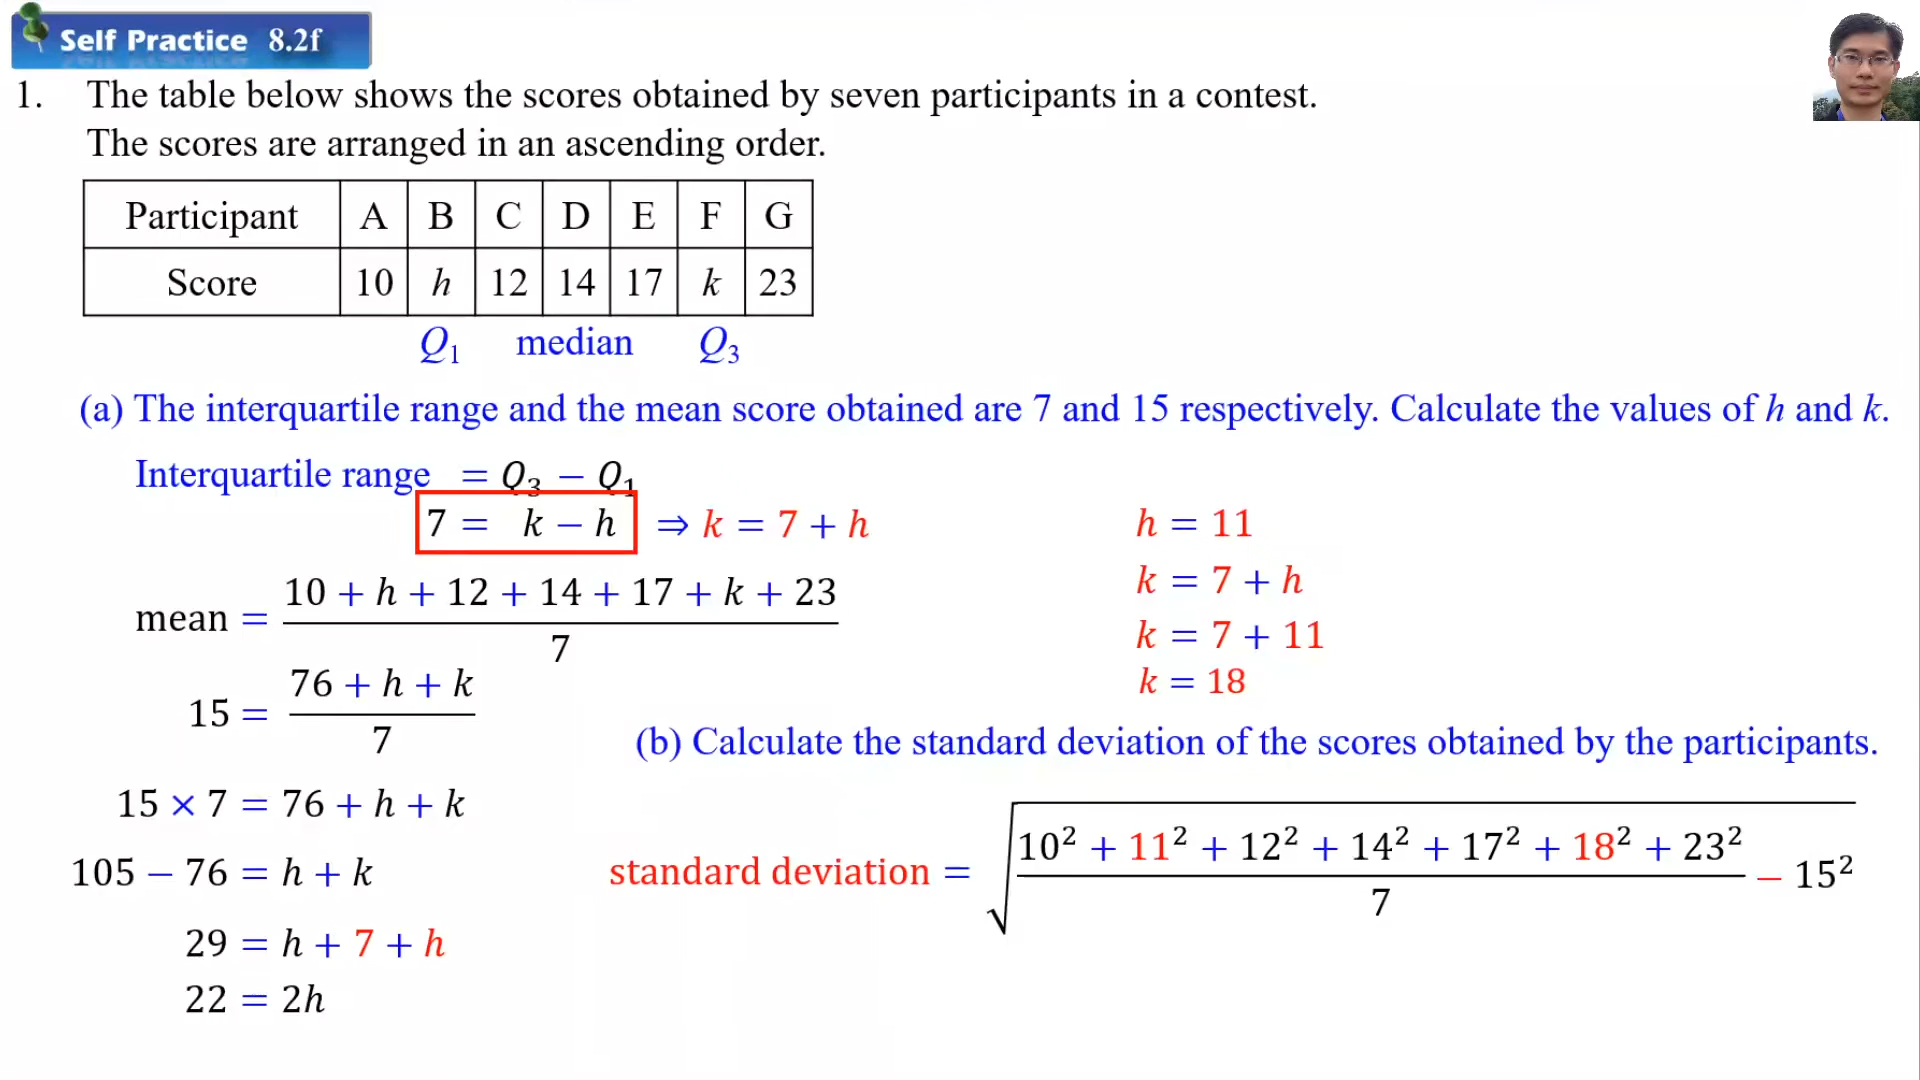 Self Practice 8.2f
1. The table below shows the scores obtained by seven participants in a contest.
The scores are arranged in an ascending order.
Participant A B C D E F G
Score 10 h 12 14 17 k 23
Q₁ median Q₃
(a) The interquartile range and the mean score obtained are 7 and 15 respectively. Calculate the values of h and k.
Interquartile range = Q₃ − Q₁
7 = k − h ⇒ k = 7 + h
mean = (10 + h + 12 + 14 + 17 + k + 23)/7
15 = (76 + h + k)/7
15 × 7 = 76 + h + k
105 − 76 = h + k
29 = h + 7 + h
22 = 2h
h = 11
k = 7 + h
k = 7 + 11
k = 18
(b) Calculate the standard deviation of the scores obtained by the participants.
standard deviation = √((10² + 11² + 12² + 14² + 17² + 18² + 23²)/7 − 15²)